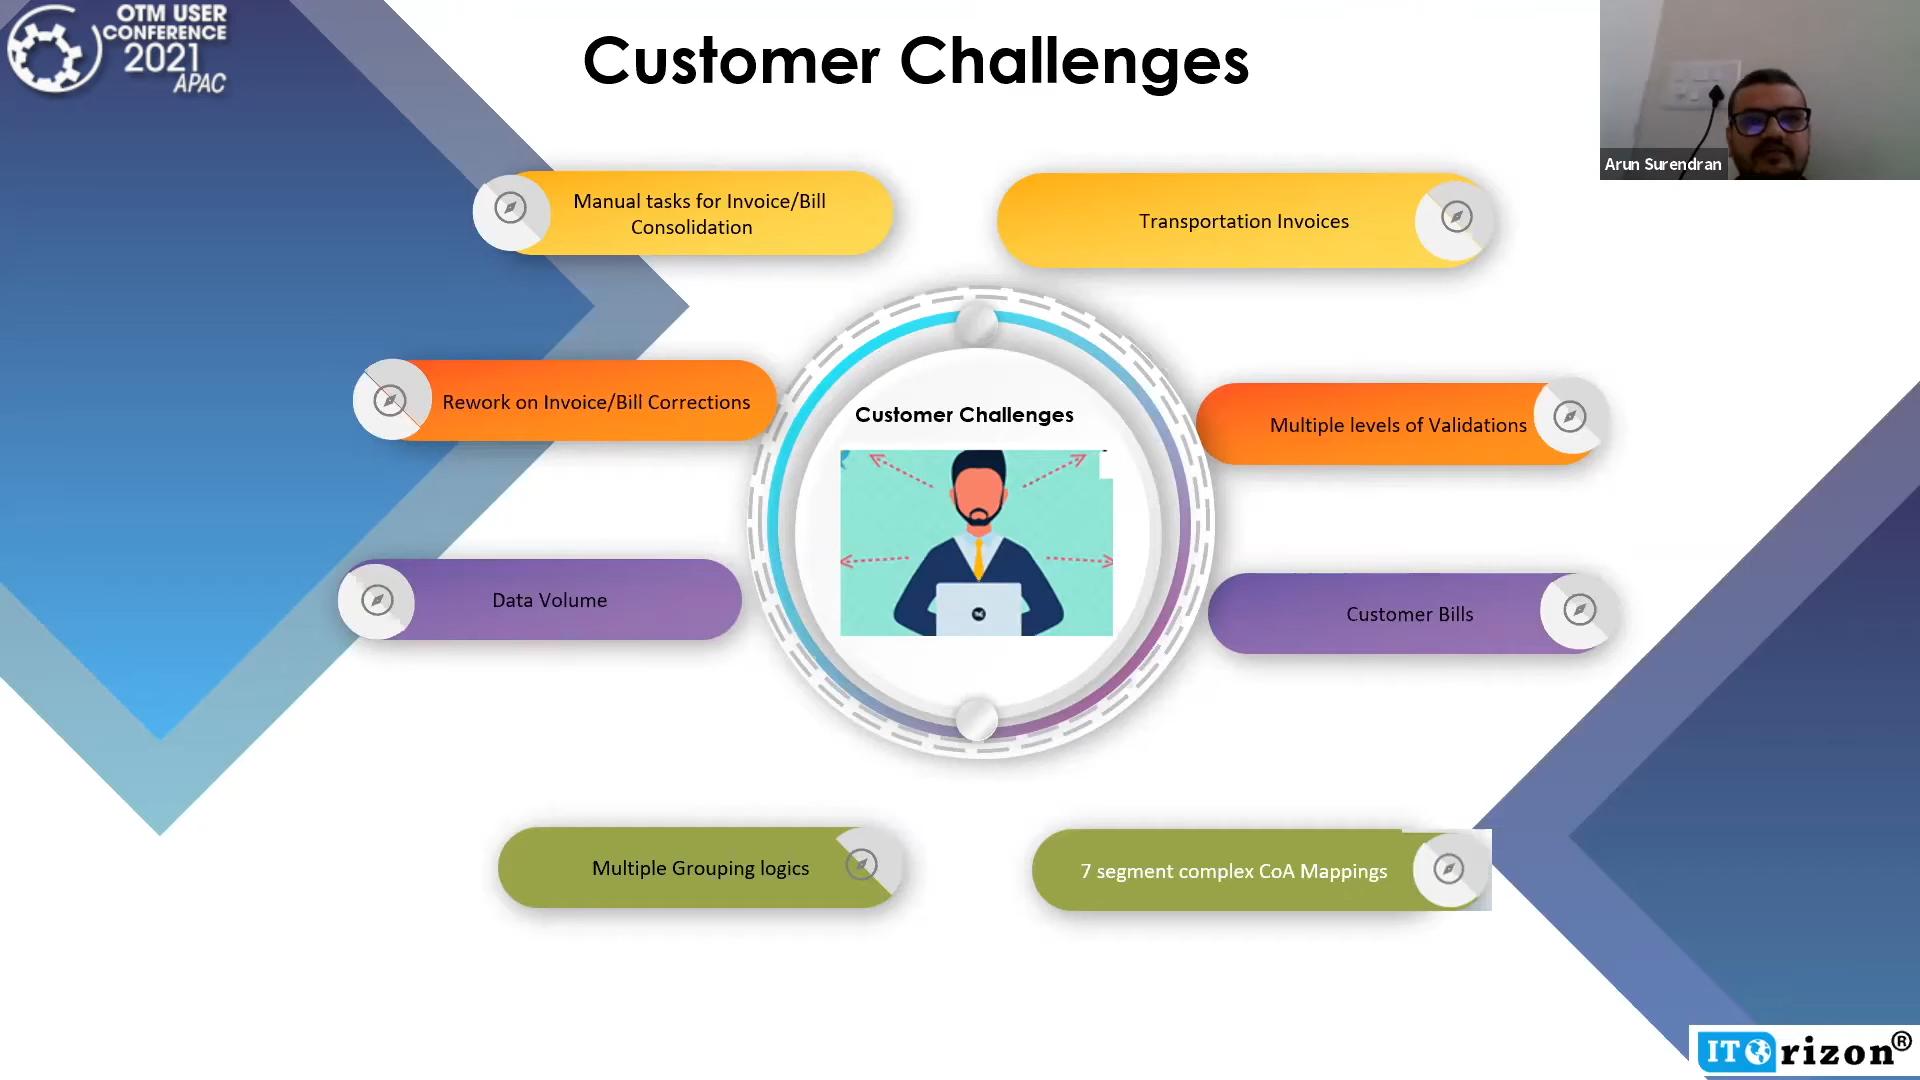 OTM USER
CONFERENCE
2021
APAC
Customer Challenges
Arun Surendran
Manual tasks for Invoice/Bill
Consolidation
Transportation Invoices
Rework on Invoice/Bill Corrections
Customer Challenges
Multiple levels of Validations
Data Volume
Customer Bills
Multiple Grouping logics
7 segment complex CoA Mappings
ITOrizon®